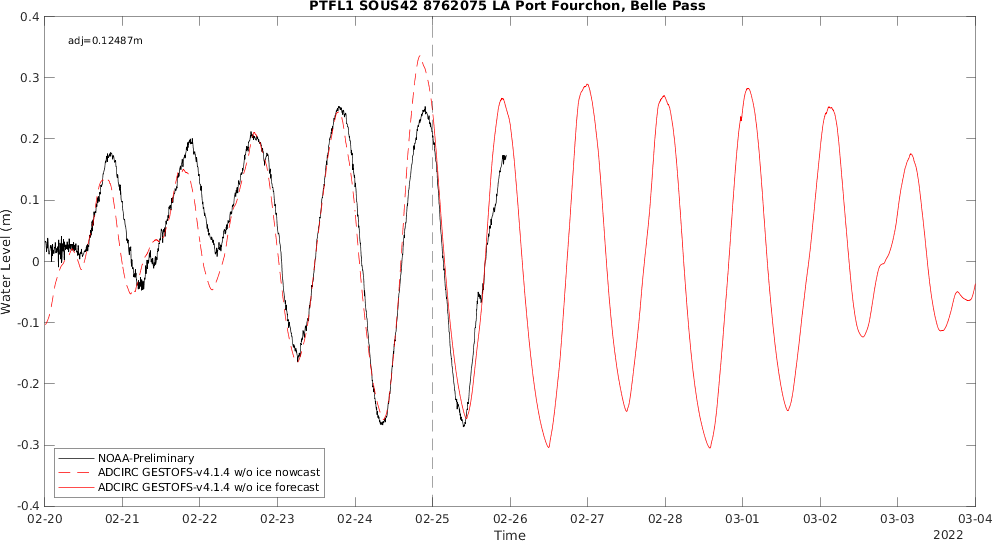 PTFL1 SOUS42 8762075 LA Port Fourchon, Belle Pass
adj=0.12487m
0.4
0.3
0.2
0.1
0
-0.1
-0.2
-0.3
-0.4
Water Level (m)
NOAA-Preliminary
ADCIRC GESTOFS-v4.1.4 w/o ice nowcast
ADCIRC GESTOFS-v4.1.4 w/o ice forecast
02-20 02-21 02-22 02-23 02-24 02-25 02-26 02-27 02-28 03-01 03-02 03-03 03-04
Time
2022